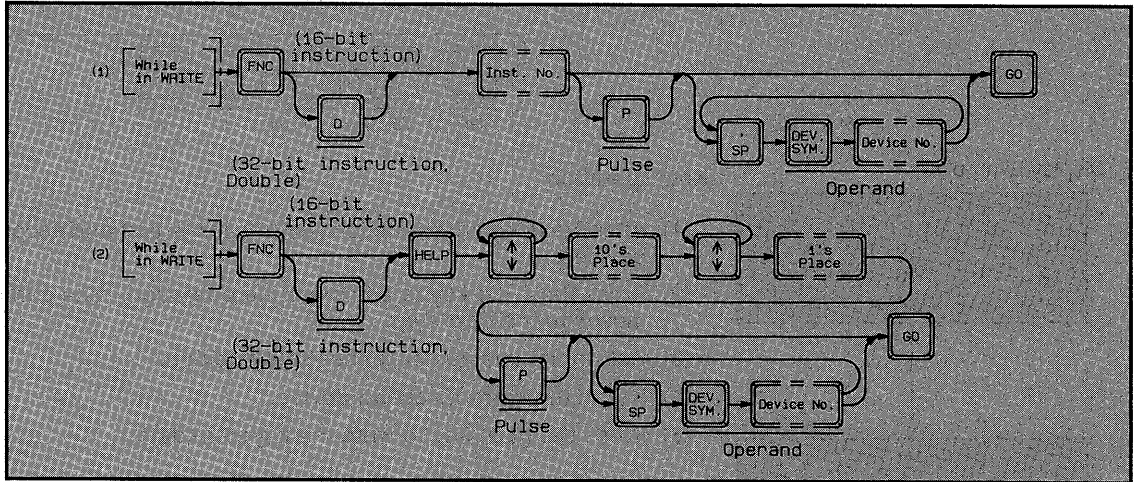 (16-bit
instruction)
(1) While
in WRITE FNC Inst. No. GO
D P , SP DEV.
SYM. Device No.
(32-bit instruction,
Double) Pulse Operand
(16-bit
instruction)
(2) While
in WRITE FNC HELP ↑
↓ 10's
Place ↑
↓ 1's
Place
D GO
(32-bit instruction,
Double) P , SP DEV.
SYM. Device No.
Pulse Operand